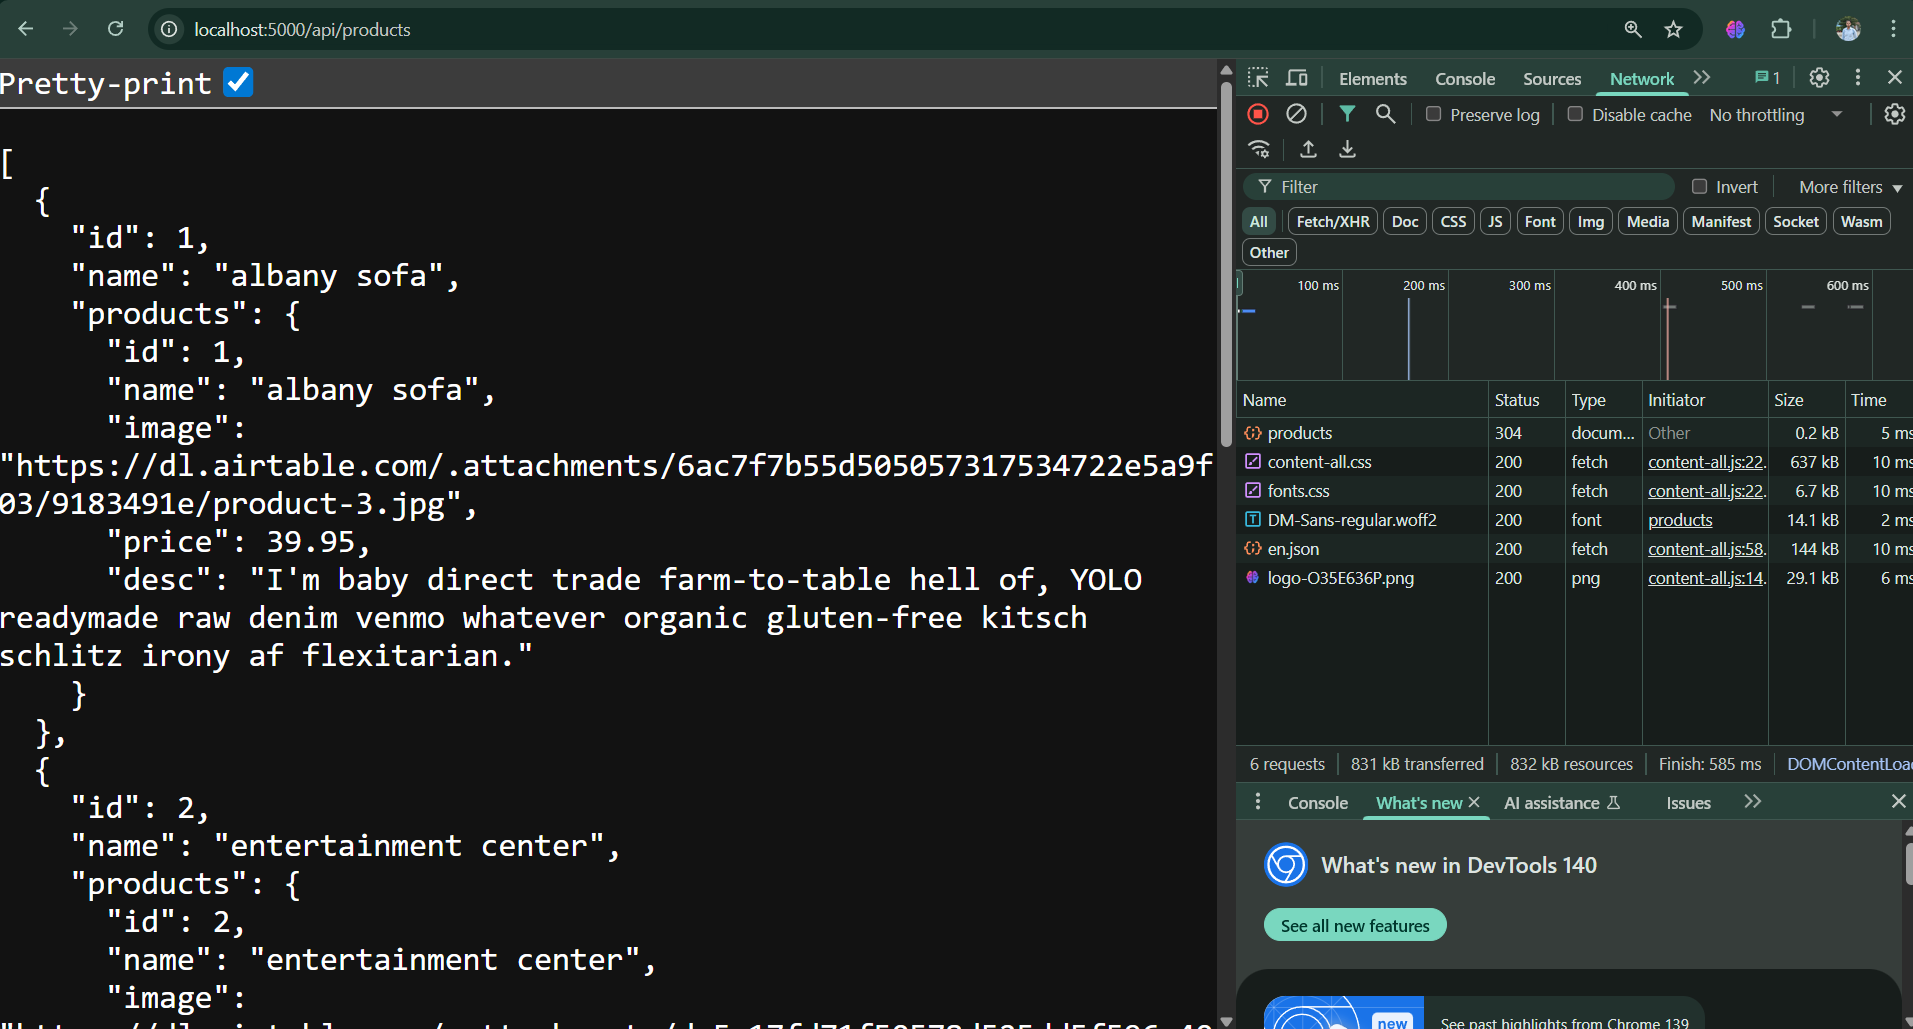 localhost:5000/api/products
Pretty-print
[
{
"id": 1,
"name": "albany sofa",
"products": {
"id": 1,
"name": "albany sofa",
"image":
"https://dl.airtable.com/.attachments/6ac7f7b55d505057317534722e5a9f
03/9183491e/product-3.jpg",
"price": 39.95,
"desc": "I'm baby direct trade farm-to-table hell of, YOLO
readymade raw denim venmo whatever organic gluten-free kitsch
schlitz irony af flexitarian."
}
},
{
"id": 2,
"name": "entertainment center",
"products": {
"id": 2,
"name": "entertainment center",
"image":
Elements Console Sources Network 1
Preserve log Disable cache No throttling
Filter Invert More filters
All Fetch/XHR Doc CSS JS Font Img Media Manifest Socket Wasm
Other
100 ms 200 ms 300 ms 400 ms 500 ms 600 ms
Name Status Type Initiator Size Time
products 304 docum... Other 0.2 kB 5 ms
content-all.css 200 fetch content-all.js:22. 637 kB 10 ms
fonts.css 200 fetch content-all.js:22. 6.7 kB 10 ms
DM-Sans-regular.woff2 200 font products 14.1 kB 2 ms
en.json 200 fetch content-all.js:58. 144 kB 10 ms
logo-O35E636P.png 200 png content-all.js:14. 29.1 kB 6 ms
6 requests 831 kB transferred 832 kB resources Finish: 585 ms DOMContentLoa
Console What's new AI assistance Issues
What's new in DevTools 140
See all new features
new
See past highlights from Chrome 139